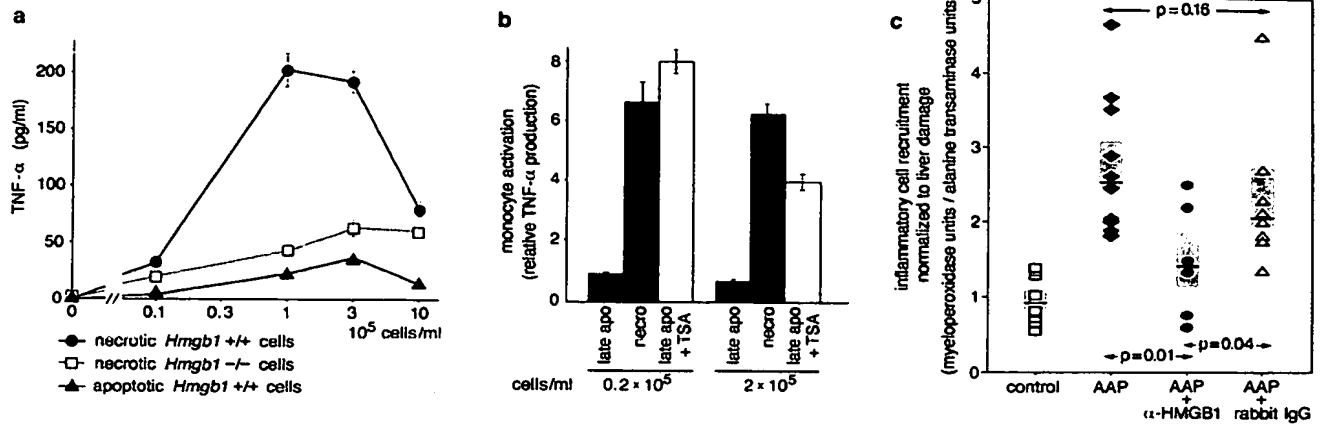 a
TNF-α (pg/ml)
200
150
100
50
0
0
0.1
0.3
1
3
10
10⁵ cells/ml
necrotic Hmgb1 +/+ cells
necrotic Hmgb1 −/− cells
apoptotic Hmgb1 +/+ cells
b
monocyte activation
(relative TNF-α production)
8
6
4
2
0
late apo
necro
late apo
+ TSA
late apo
necro
late apo
+ TSA
cells/ml
0.2 × 10⁵
2 × 10⁵
c
inflammatory cell recruitment
normalized to liver damage
(myeloperoxidase units / alanine transaminase units
5
4
3
2
1
0
p=0.16
p=0.01
p=0.04
control
AAP
AAP
+
α-HMGB1
AAP
+
rabbit IgG